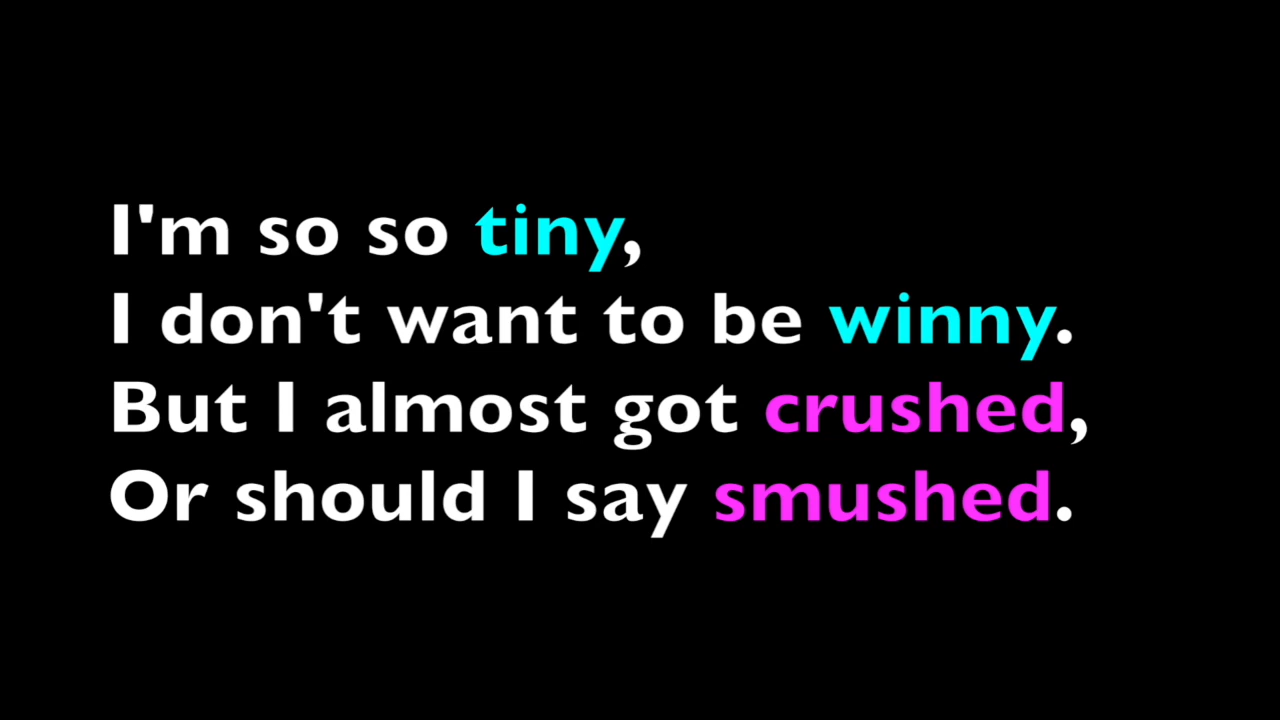 I'm so so tiny,
I don't want to be winny.
But I almost got crushed,
Or should I say smushed.